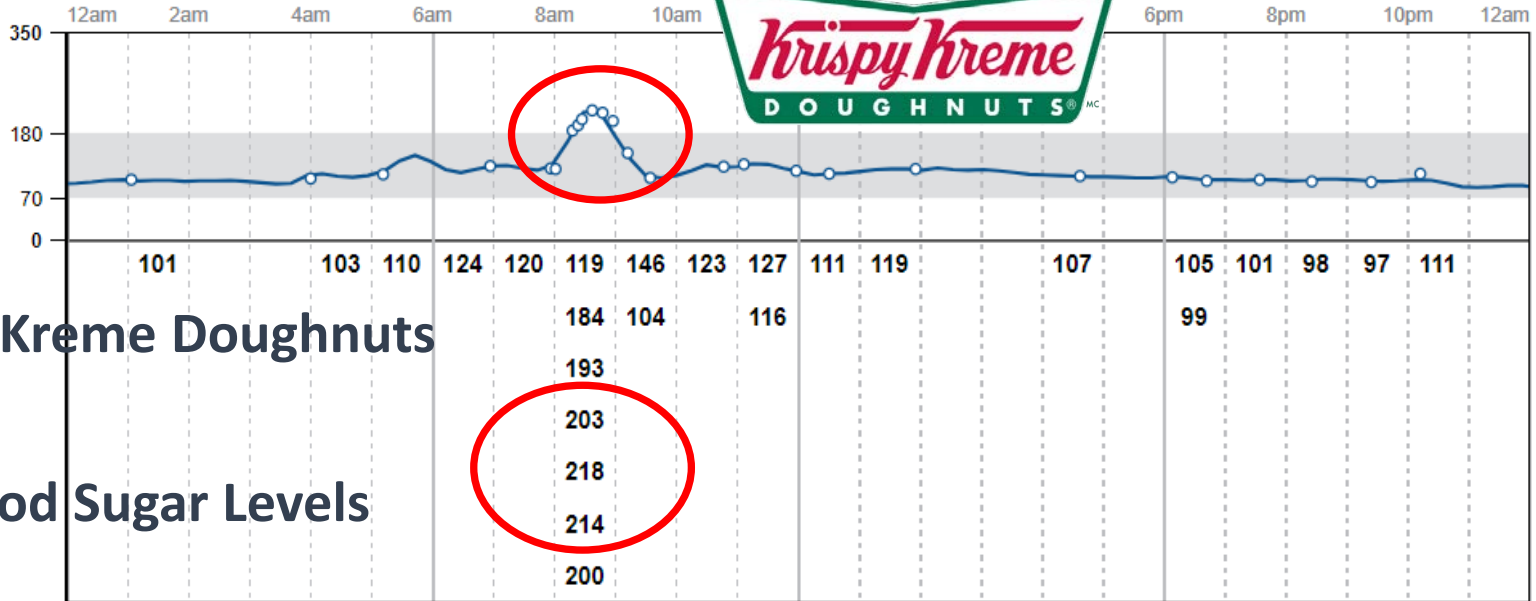 12am 2am 4am 6am 8am 10am 6pm 8pm 10pm 12am
Krispy Kreme
DOUGHNUTS® MC
350
180
70
0
101 103 110 124 120 119 146 123 127 111 119 107 105 101 98 97 111
184 104 116 99
Kreme Doughnuts
193
203
218
od Sugar Levels
214
200